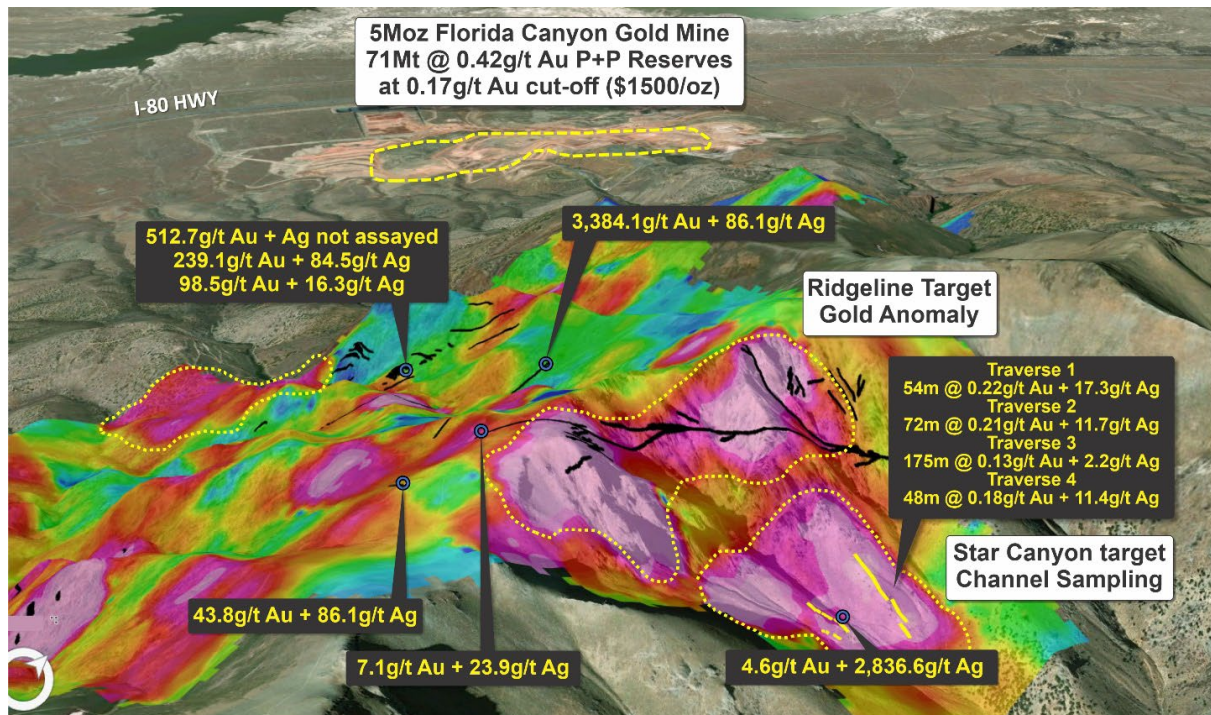 5Moz Florida Canyon Gold Mine
71Mt @ 0.42g/t Au P+P Reserves
at 0.17g/t Au cut-off ($1500/oz)
I-80 HWY
512.7g/t Au + Ag not assayed
239.1g/t Au + 84.5g/t Ag
98.5g/t Au + 16.3g/t Ag
3,384.1g/t Au + 86.1g/t Ag
Ridgeline Target
Gold Anomaly
Traverse 1
54m @ 0.22g/t Au + 17.3g/t Ag
Traverse 2
72m @ 0.21g/t Au + 11.7g/t Ag
Traverse 3
175m @ 0.13g/t Au + 2.2g/t Ag
Traverse 4
48m @ 0.18g/t Au + 11.4g/t Ag
Star Canyon target
Channel Sampling
43.8g/t Au + 86.1g/t Ag
7.1g/t Au + 23.9g/t Ag
4.6g/t Au + 2,836.6g/t Ag